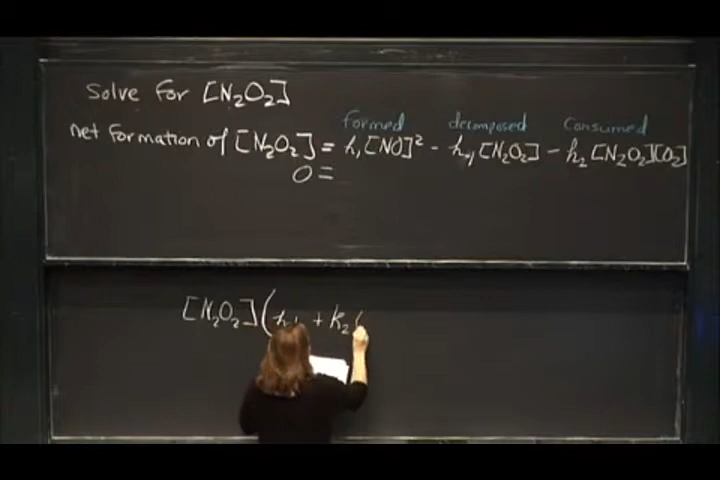 Solve for [N₂O₂]
formed decomposed Consumed
net formation of [N₂O₂] = k₁[NO]² - k₋₁[N₂O₂] - k₂[N₂O₂][O₂]
0 =
[N₂O₂](k₋₁ + k₂[